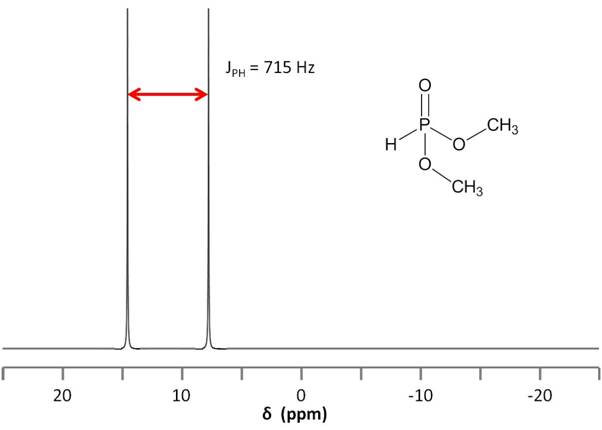 J_PH = 715 Hz
O
P
CH3
H
O
O
CH3
20
10
0
-10
-20
δ (ppm)